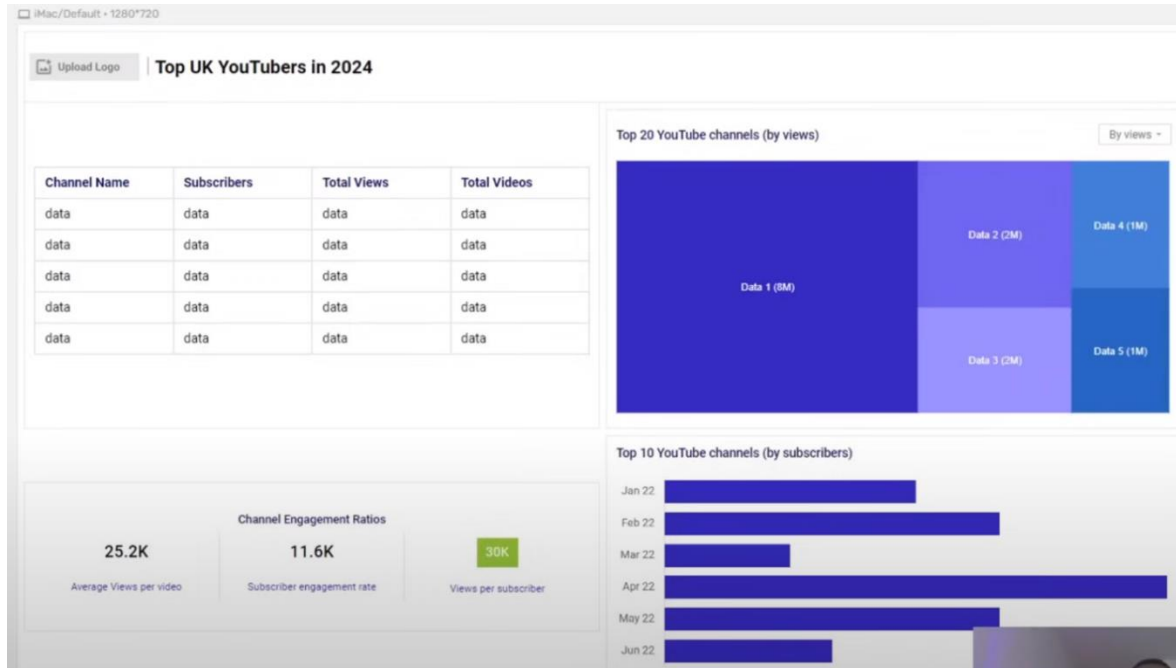 iMac/Default • 1280*720
Upload Logo
Top UK YouTubers in 2024
Channel Name Subscribers Total Views Total Videos
data data data data
data data data data
data data data data
data data data data
data data data data
Channel Engagement Ratios
25.2K 11.6K 30K
Average Views per video Subscriber engagement rate Views per subscriber
Top 20 YouTube channels (by views)
By views
Data 1 (8M)
Data 2 (2M)
Data 3 (2M)
Data 4 (1M)
Data 5 (1M)
Top 10 YouTube channels (by subscribers)
Jan 22
Feb 22
Mar 22
Apr 22
May 22
Jun 22